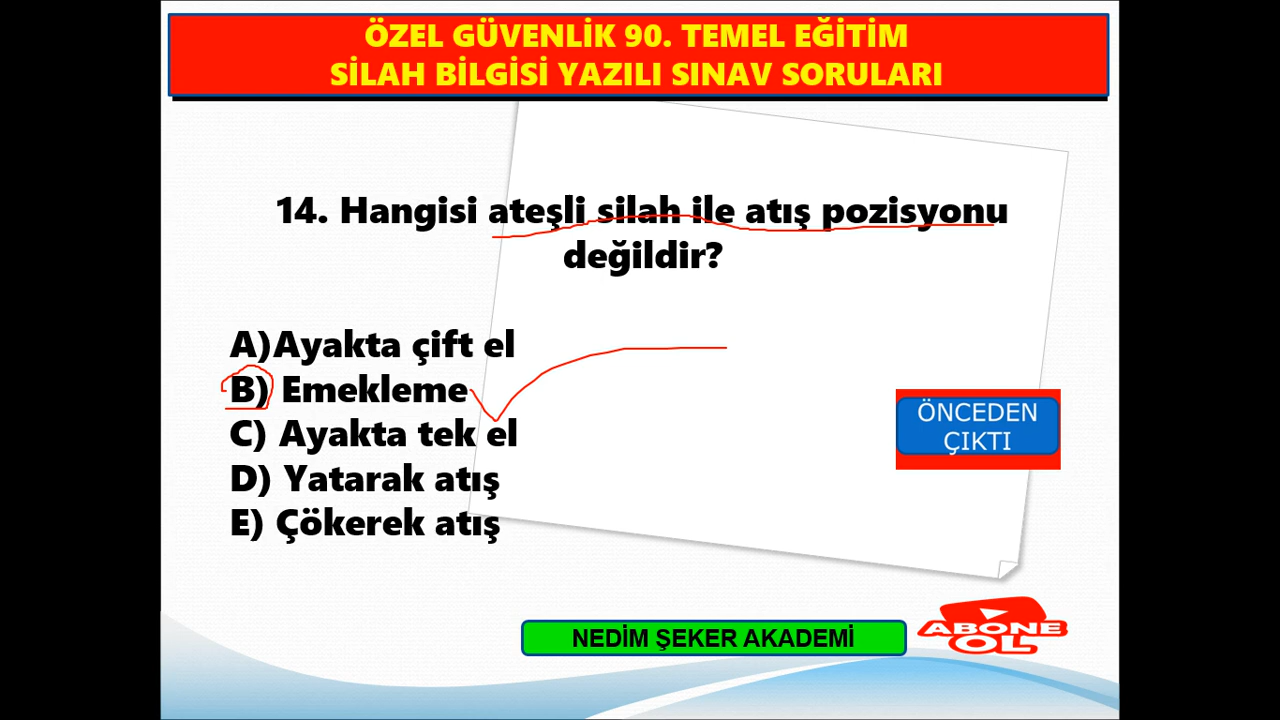 ÖZEL GÜVENLİK 90. TEMEL EĞİTİM
SİLAH BİLGİSİ YAZILI SINAV SORULARI
14. Hangisi ateşli silah ile atış pozisyonu
değildir?
A)Ayakta çift el
B) Emekleme
C) Ayakta tek el
D) Yatarak atış
E) Çökerek atış
ÖNCEDEN
ÇIKTI
NEDİM ŞEKER AKADEMİ
ABONE
OL